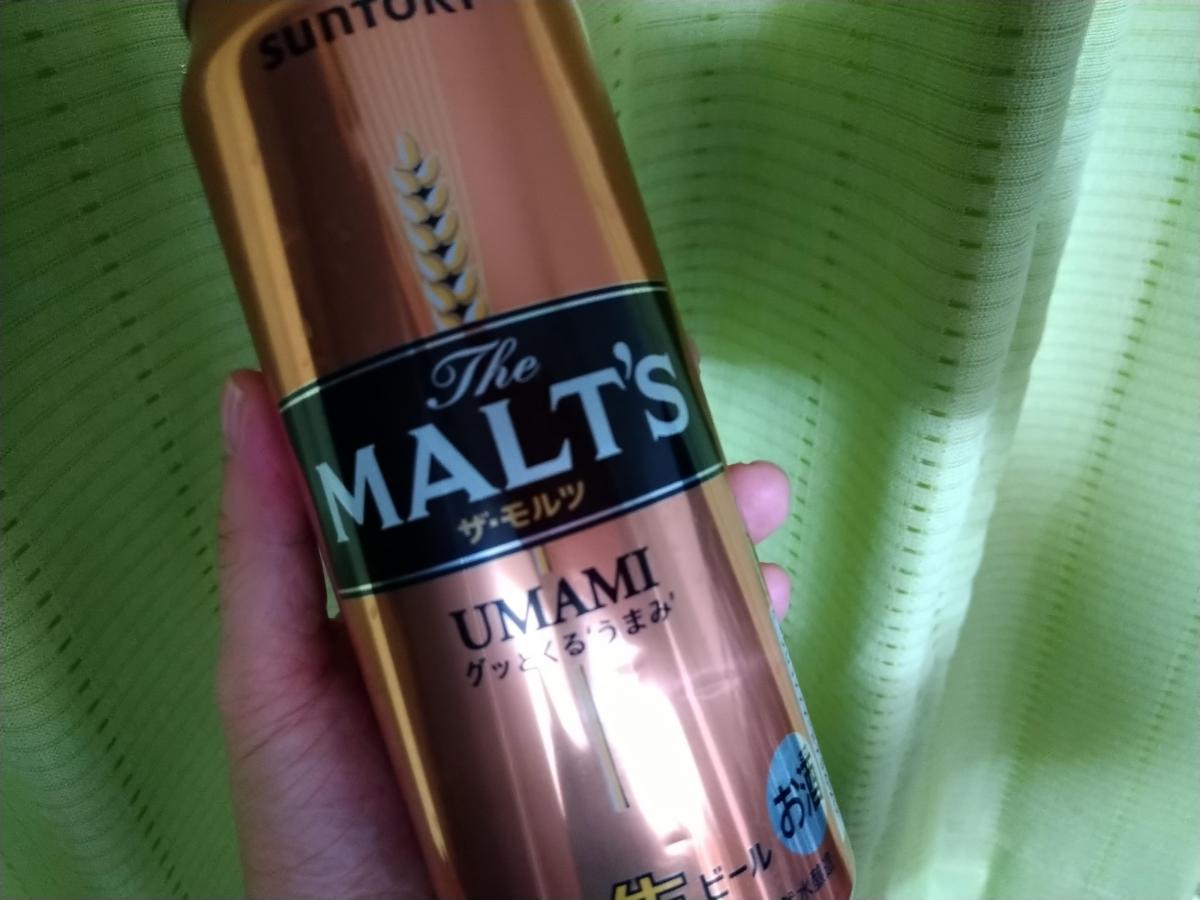 SUNTORY
The
MALT'S
ザ・モルツ
UMAMI
グッとくる‘うまみ’
お酒
生ビール